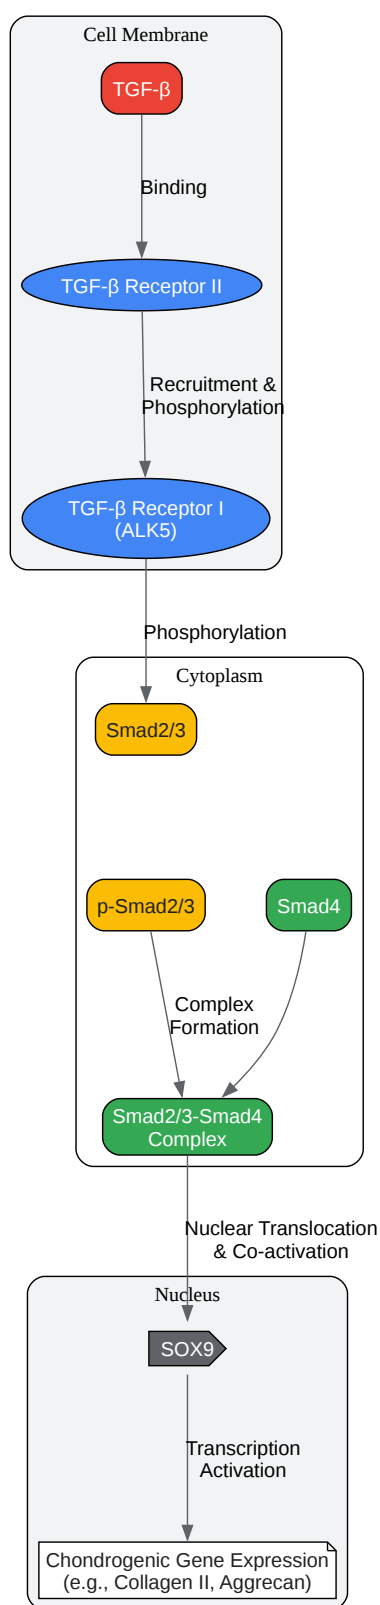 Cell Membrane
TGF-β
Binding
TGF-β Receptor II
Recruitment &
Phosphorylation
TGF-β Receptor I
(ALK5)
Phosphorylation
Cytoplasm
Smad2/3
p-Smad2/3
Smad4
Complex
Formation
Smad2/3-Smad4
Complex
Nuclear Translocation
& Co-activation
Nucleus
SOX9
Transcription
Activation
Chondrogenic Gene Expression
(e.g., Collagen II, Aggrecan)